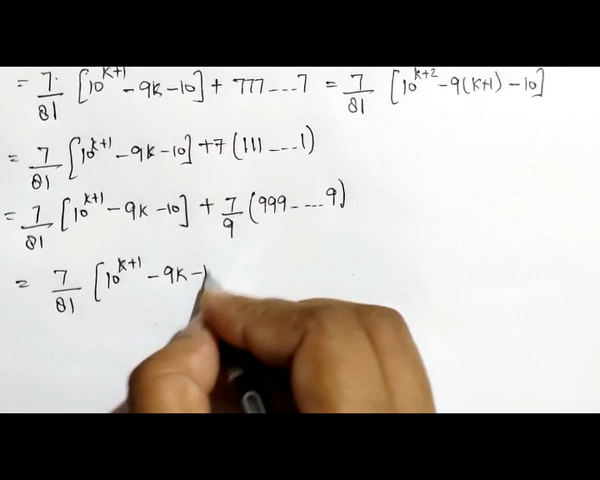 = 7/81 [10^{k+1} - 9k - 10] + 777 ---- 7 = 7/81 [10^{k+2} - 9(k+1) - 10]
= 7/81 [10^{k+1} - 9k - 10] + 7 (111 ---- 1)
= 7/81 [10^{k+1} - 9k - 10] + 7/9 (999 ---- 9)
= 7/81 [10^{k+1} - 9k -